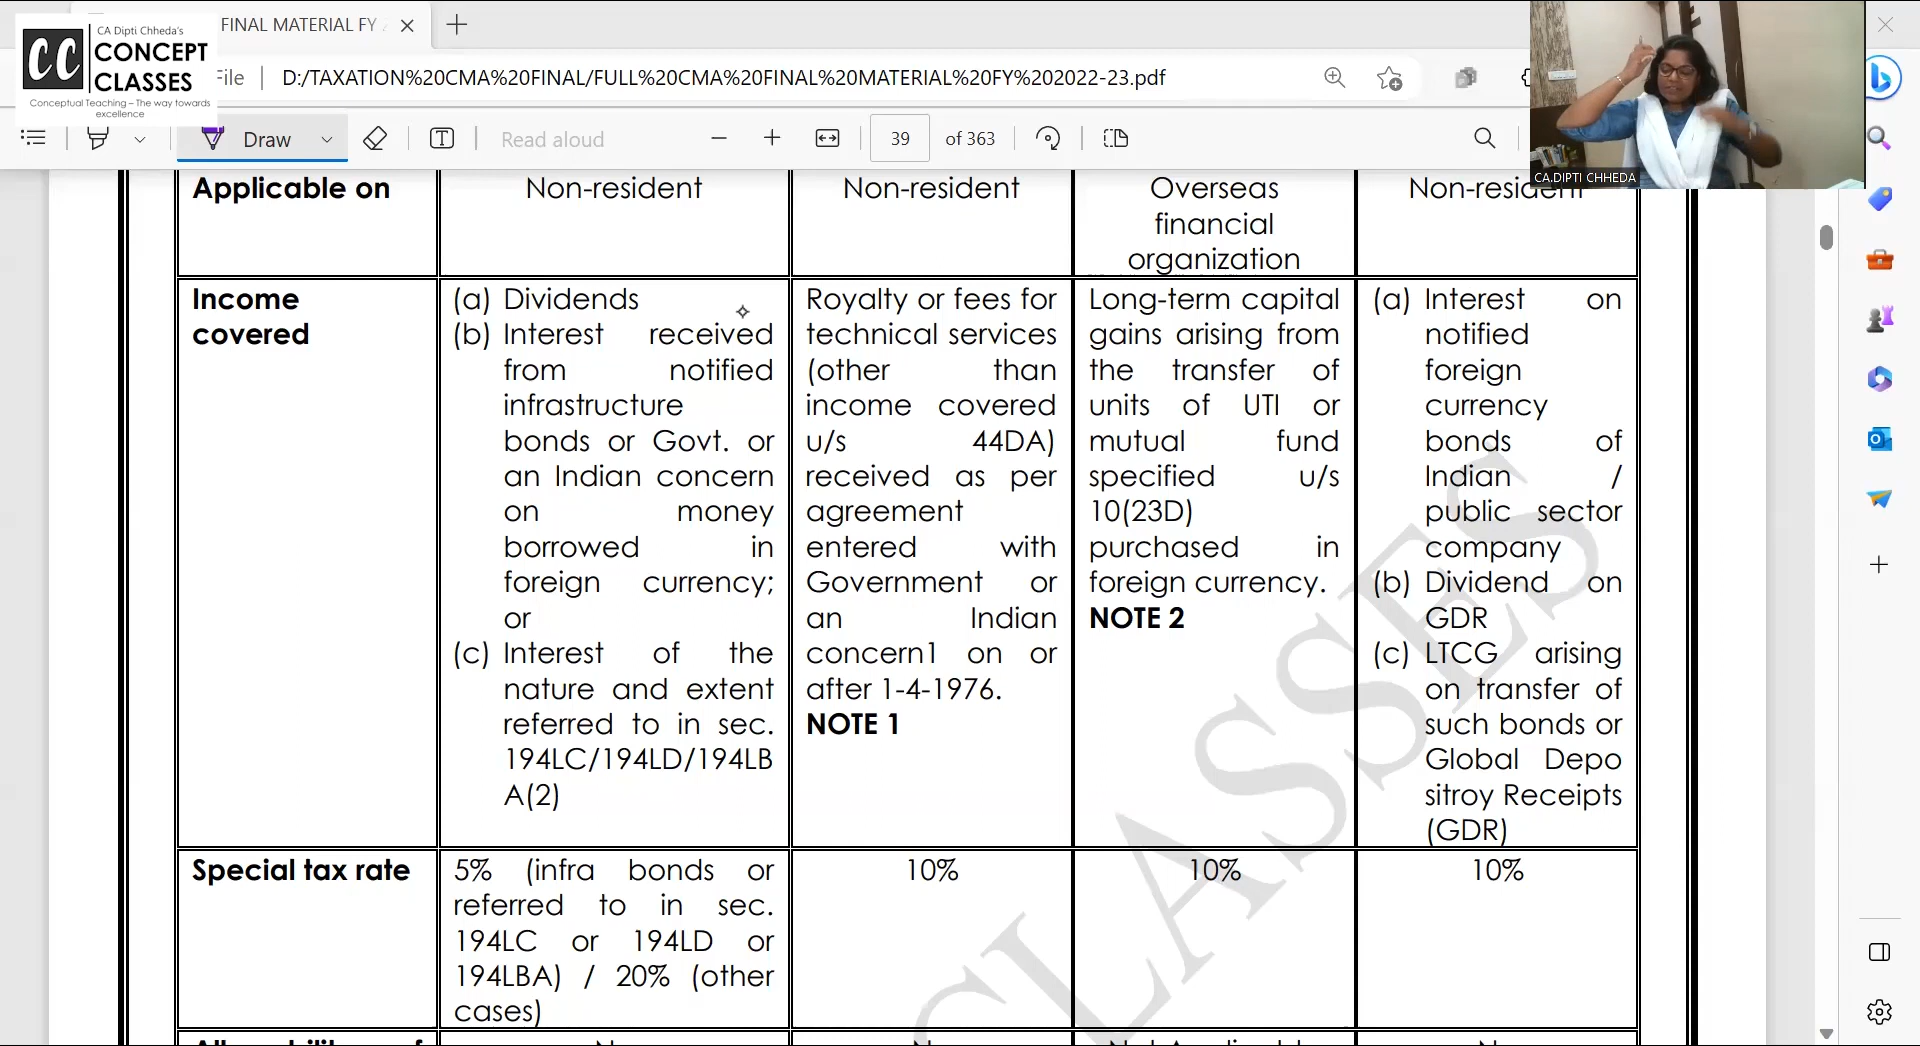 FINAL MATERIAL FY
CC
CA Dipti Chheda's
CONCEPT
CLASSES
Conceptual Teaching – The way towards
excellence
File
D:/TAXATION%20CMA%20FINAL/FULL%20CMA%20FINAL%20MATERIAL%20FY%202022-23.pdf
Draw
Read aloud
39
of 363
CA.DIPTI CHHEDA
Applicable on
Non-resident
Non-resident
Overseas
financial
organization
Non-resident
Income
covered
(a) Dividends
(b) Interest received
from notified
infrastructure
bonds or Govt. or
an Indian concern
on money
borrowed in
foreign currency;
or
(c) Interest of the
nature and extent
referred to in sec.
194LC/194LD/194LB
A(2)
Royalty or fees for
technical services
(other than
income covered
u/s 44DA)
received as per
agreement
entered with
Government or
an Indian
concern1 on or
after 1-4-1976.
NOTE 1
Long-term capital
gains arising from
the transfer of
units of UTI or
mutual fund
specified u/s
10(23D)
purchased in
foreign currency.
NOTE 2
(a) Interest on
notified
foreign
currency
bonds of
Indian /
public sector
company
(b) Dividend on
GDR
(c) LTCG arising
on transfer of
such bonds or
Global Depo
sitroy Receipts
(GDR)
Special tax rate
5% (infra bonds or
referred to in sec.
194LC or 194LD or
194LBA) / 20% (other
cases)
10%
10%
10%
CLASSES